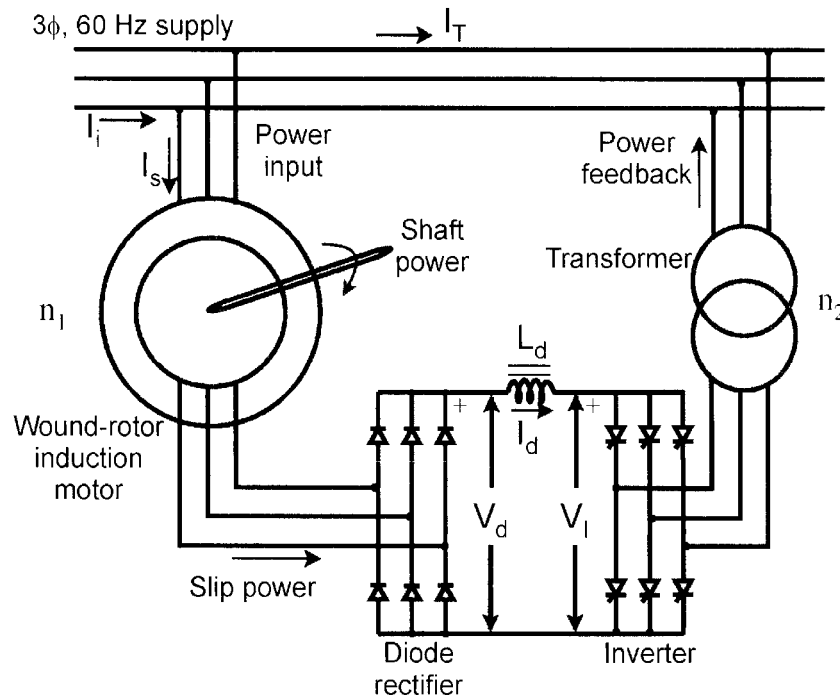 3ϕ, 60 Hz supply
I_T
I_i
I_s
Power
input
Power
feedback
Shaft
power
Transformer
n_1
n_2
L_d
+
I_d
+
Wound-rotor
induction
motor
V_d
V_I
Slip power
Diode
rectifier
Inverter